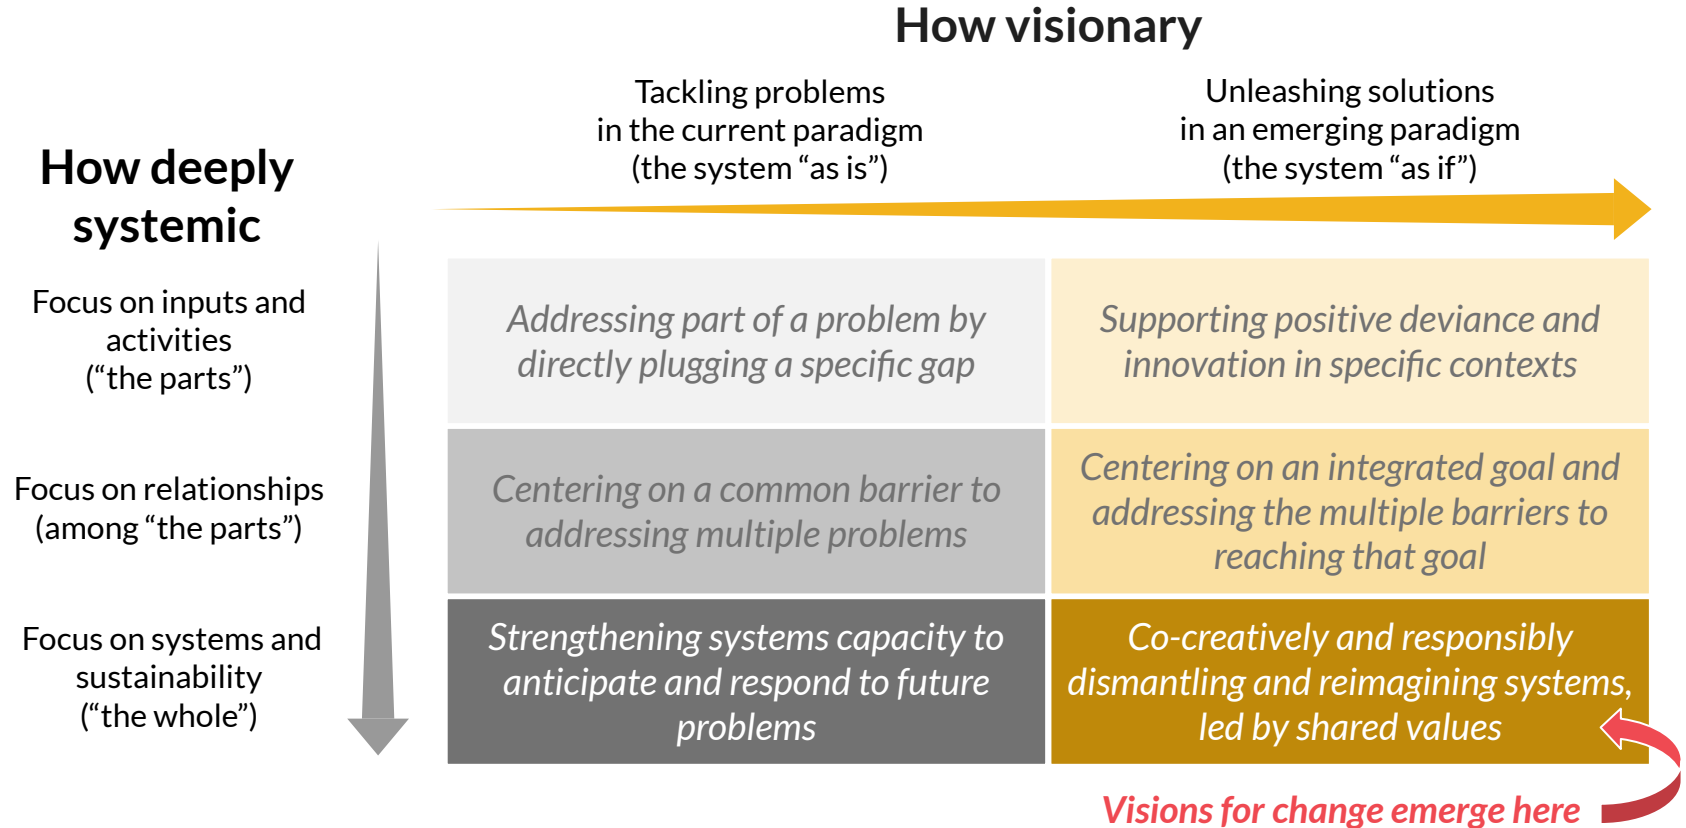 How visionary
Tackling problems
in the current paradigm
(the system “as is”)
Unleashing solutions
in an emerging paradigm
(the system “as if”)
How deeply
systemic
Focus on inputs and
activities
(“the parts”)
Addressing part of a problem by
directly plugging a specific gap
Supporting positive deviance and
innovation in specific contexts
Focus on relationships
(among “the parts”)
Centering on a common barrier to
addressing multiple problems
Centering on an integrated goal and
addressing the multiple barriers to
reaching that goal
Focus on systems and
sustainability
(“the whole”)
Strengthening systems capacity to
anticipate and respond to future
problems
Co-creatively and responsibly
dismantling and reimagining systems,
led by shared values
Visions for change emerge here